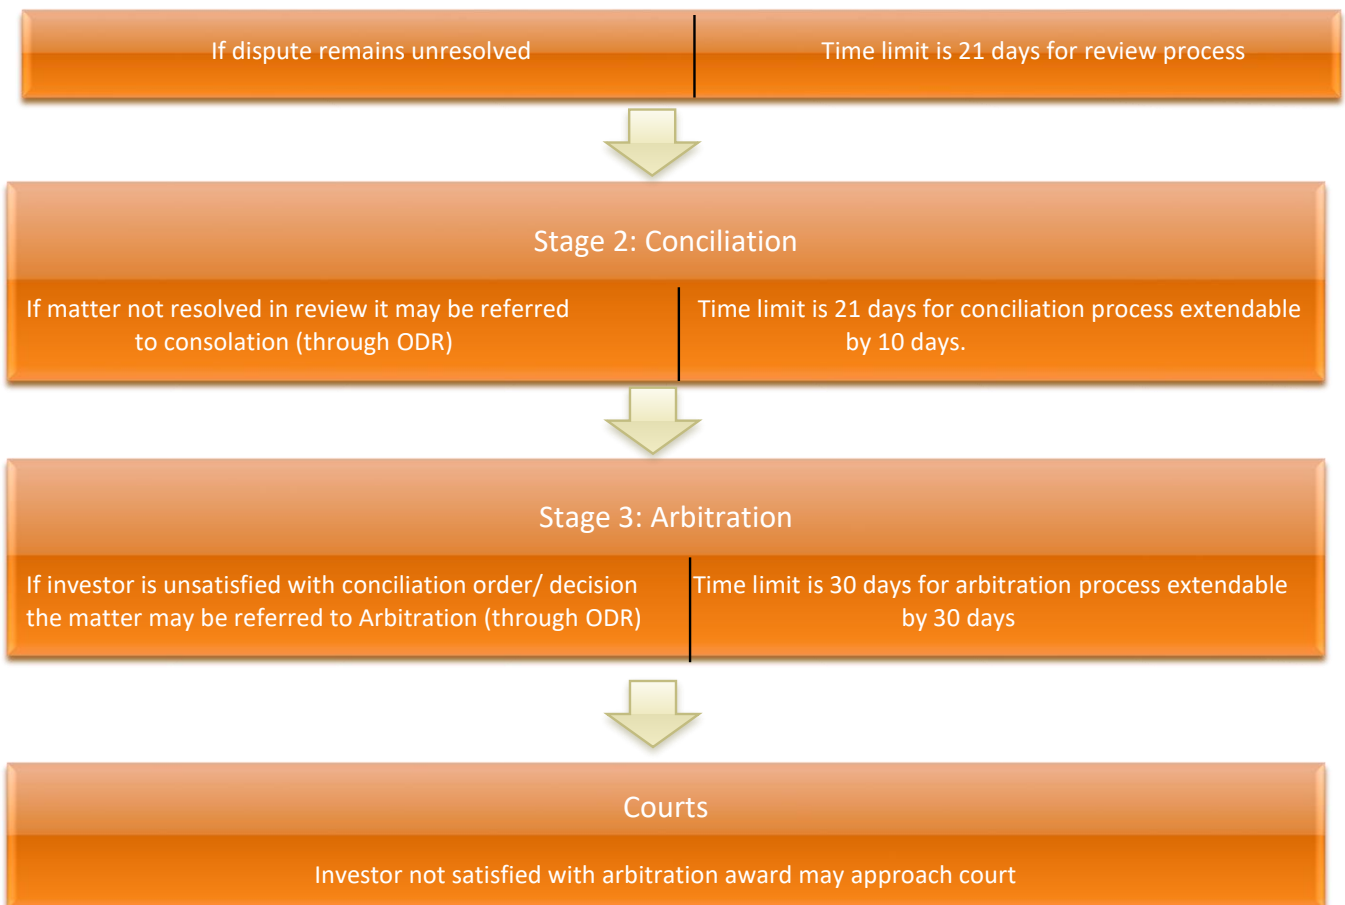 If dispute remains unresolved
Time limit is 21 days for review process
Stage 2: Conciliation
If matter not resolved in review it may be referred
to consolation (through ODR)
Time limit is 21 days for conciliation process extendable
by 10 days.
Stage 3: Arbitration
If investor is unsatisfied with conciliation order/ decision
the matter may be referred to Arbitration (through ODR)
Time limit is 30 days for arbitration process extendable
by 30 days
Courts
Investor not satisfied with arbitration award may approach court